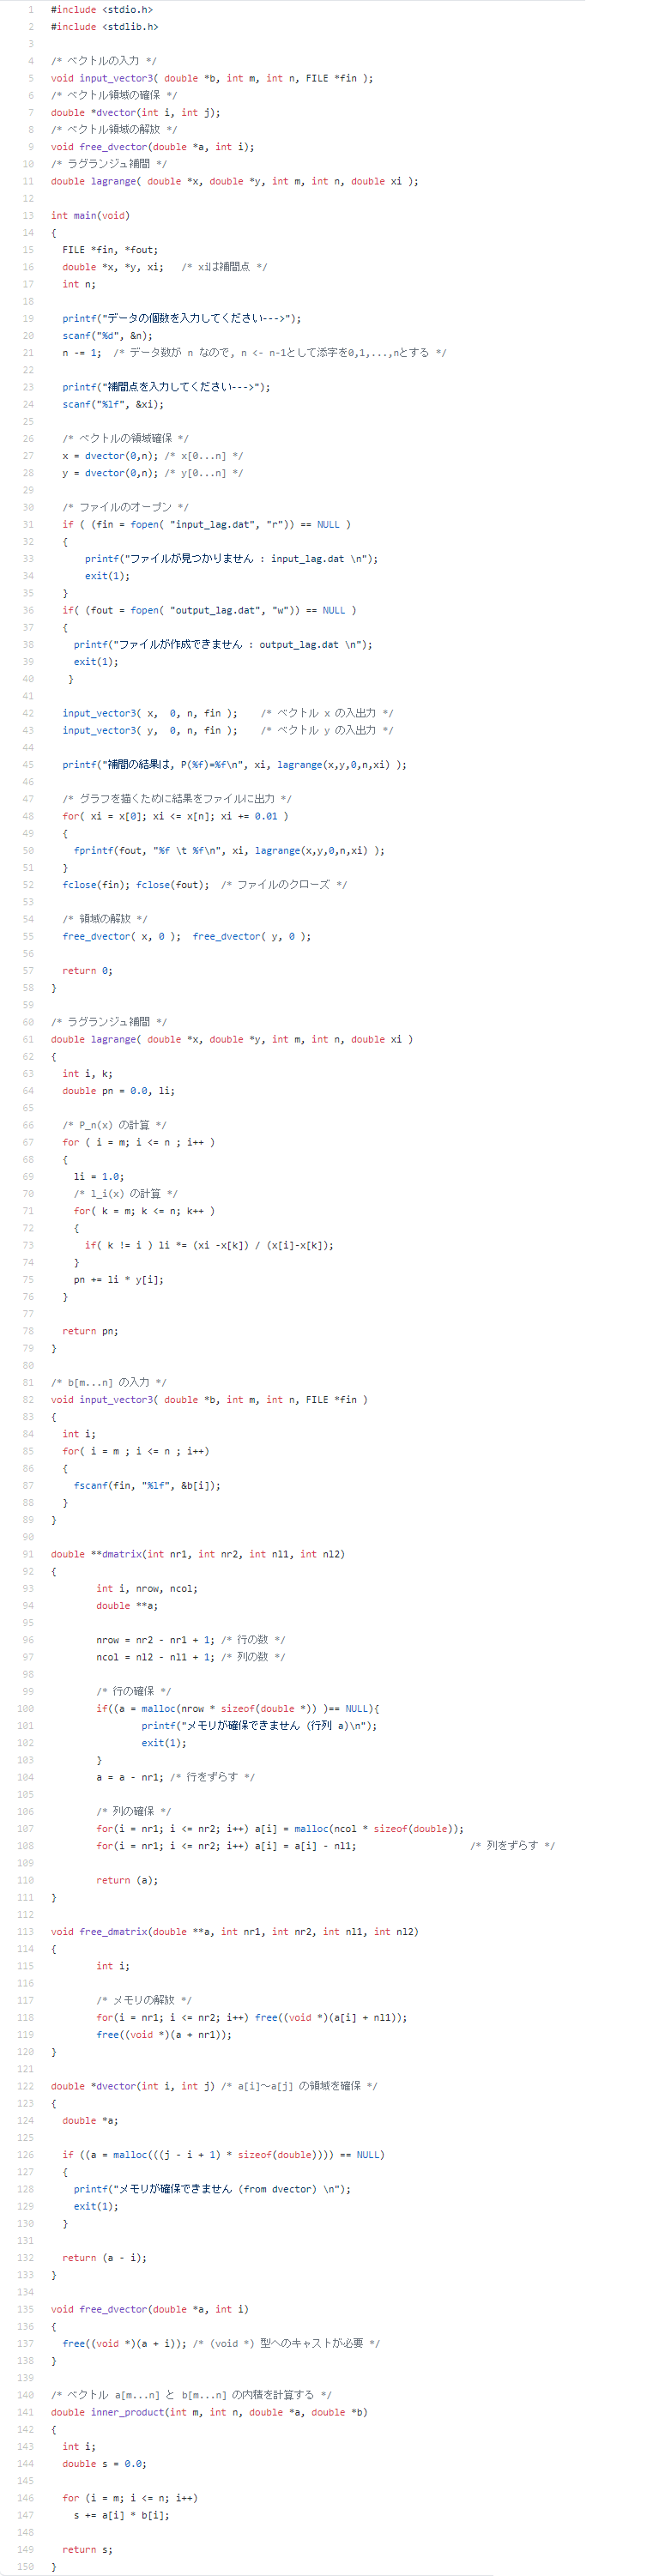 1 #include <stdio.h>
2 #include <stdlib.h>
3
4 /* ベクトルの入力 */
5 void input_vector3( double *b, int m, int n, FILE *fin );
6 /* ベクトル領域の確保 */
7 double *dvector(int i, int j);
8 /* ベクトル領域の解放 */
9 void free_dvector(double *a, int i);
10 /* ラグランジュ補間 */
11 double lagrange( double *x, double *y, int m, int n, double xi );
12
13 int main(void)
14 {
15   FILE *fin, *fout;
16   double *x, *y, xi;   /* xiは補間点 */
17   int n;
18
19   printf("データの個数を入力してください--->");
20   scanf("%d", &n);
21   n -= 1;  /* データ数が n なので, n <- n-1として添字を0,1,...,nとする */
22
23   printf("補間点を入力してください--->");
24   scanf("%lf", &xi);
25
26   /* ベクトルの領域確保 */
27   x = dvector(0,n); /* x[0...n] */
28   y = dvector(0,n); /* y[0...n] */
29
30   /* ファイルのオープン */
31   if ( (fin = fopen( "input_lag.dat", "r")) == NULL )
32   {
33       printf("ファイルが見つかりません : input_lag.dat \n");
34       exit(1);
35   }
36   if( (fout = fopen( "output_lag.dat", "w")) == NULL )
37   {
38     printf("ファイルが作成できません : output_lag.dat \n");
39     exit(1);
40    }
41
42   input_vector3( x,  0, n, fin );    /* ベクトル x の入出力 */
43   input_vector3( y,  0, n, fin );    /* ベクトル y の入出力 */
44
45   printf("補間の結果は, P(%f)=%f\n", xi, lagrange(x,y,0,n,xi) );
46
47   /* グラフを描くために結果をファイルに出力 */
48   for( xi = x[0]; xi <= x[n]; xi += 0.01 )
49   {
50     fprintf(fout, "%f \t %f\n", xi, lagrange(x,y,0,n,xi) );
51   }
52   fclose(fin); fclose(fout);  /* ファイルのクローズ */
53
54   /* 領域の解放 */
55   free_dvector( x, 0 );  free_dvector( y, 0 );
56
57   return 0;
58 }
59
60 /* ラグランジュ補間 */
61 double lagrange( double *x, double *y, int m, int n, double xi )
62 {
63   int i, k;
64   double pn = 0.0, li;
65
66   /* P_n(x) の計算 */
67   for ( i = m; i <= n ; i++ )
68   {
69     li = 1.0;
70     /* l_i(x) の計算 */
71     for( k = m; k <= n; k++ )
72     {
73       if( k != i ) li *= (xi -x[k]) / (x[i]-x[k]);
74     }
75     pn += li * y[i];
76   }
77
78   return pn;
79 }
80
81 /* b[m...n] の入力 */
82 void input_vector3( double *b, int m, int n, FILE *fin )
83 {
84   int i;
85   for( i = m ; i <= n ; i++)
86   {
87     fscanf(fin, "%lf", &b[i]);
88   }
89 }
90
91 double **dmatrix(int nr1, int nr2, int nl1, int nl2)
92 {
93         int i, nrow, ncol;
94         double **a;
95
96         nrow = nr2 - nr1 + 1; /* 行の数 */
97         ncol = nl2 - nl1 + 1; /* 列の数 */
98
99         /* 行の確保 */
100         if((a = malloc(nrow * sizeof(double *)) )== NULL){
101                 printf("メモリが確保できません (行列 a)\n");
102                 exit(1);
103         }
104         a = a - nr1; /* 行をずらす */
105
106         /* 列の確保 */
107         for(i = nr1; i <= nr2; i++) a[i] = malloc(ncol * sizeof(double));
108         for(i = nr1; i <= nr2; i++) a[i] = a[i] - nl1;                    /* 列をずらす */
109
110         return (a);
111 }
112
113 void free_dmatrix(double **a, int nr1, int nr2, int nl1, int nl2)
114 {
115         int i;
116
117         /* メモリの解放 */
118         for(i = nr1; i <= nr2; i++) free((void *)(a[i] + nl1));
119         free((void *)(a + nr1));
120 }
121
122 double *dvector(int i, int j) /* a[i]～a[j] の領域を確保 */
123 {
124   double *a;
125
126   if ((a = malloc(((j - i + 1) * sizeof(double)))) == NULL)
127   {
128     printf("メモリが確保できません (from dvector) \n");
129     exit(1);
130   }
131
132   return (a - i);
133 }
134
135 void free_dvector(double *a, int i)
136 {
137   free((void *)(a + i)); /* (void *) 型へのキャストが必要 */
138 }
139
140 /* ベクトル a[m...n] と b[m...n] の内積を計算する */
141 double inner_product(int m, int n, double *a, double *b)
142 {
143   int i;
144   double s = 0.0;
145
146   for (i = m; i <= n; i++)
147     s += a[i] * b[i];
148
149   return s;
150 }